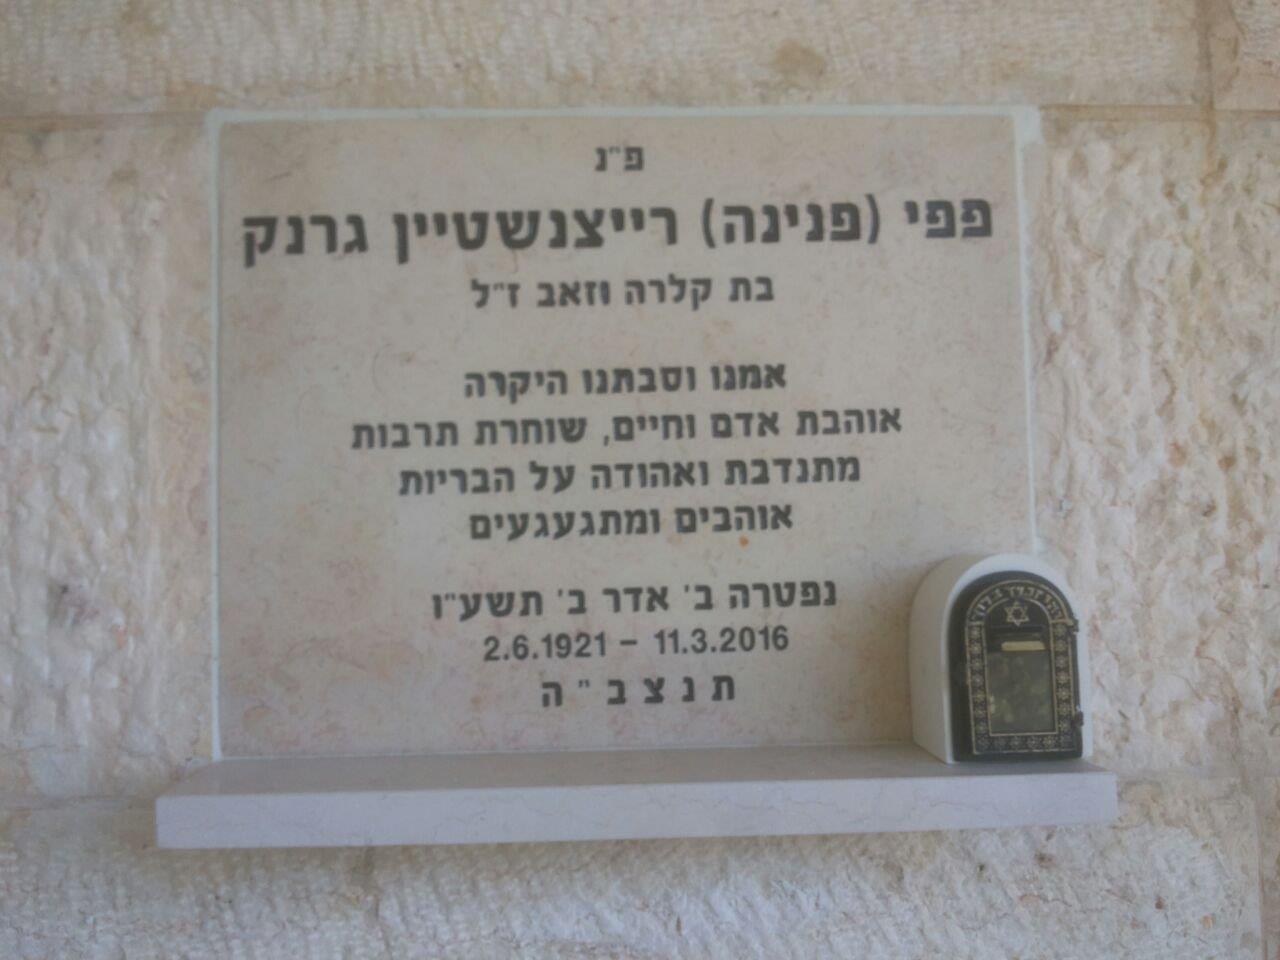 פ"נ
פפי (פנינה) רייצנשטיין גרנק
בת קלרה וזאב ז"ל
אמנו וסבתנו היקרה
אוהבת אדם וחיים, שוחרת תרבות
מתנדבת ואהודה על הבריות
אוהבים ומתגעגעים
נפטרה ב' אדר ב' תשע"ו
2.6.1921 – 11.3.2016
ת נ צ ב " ה